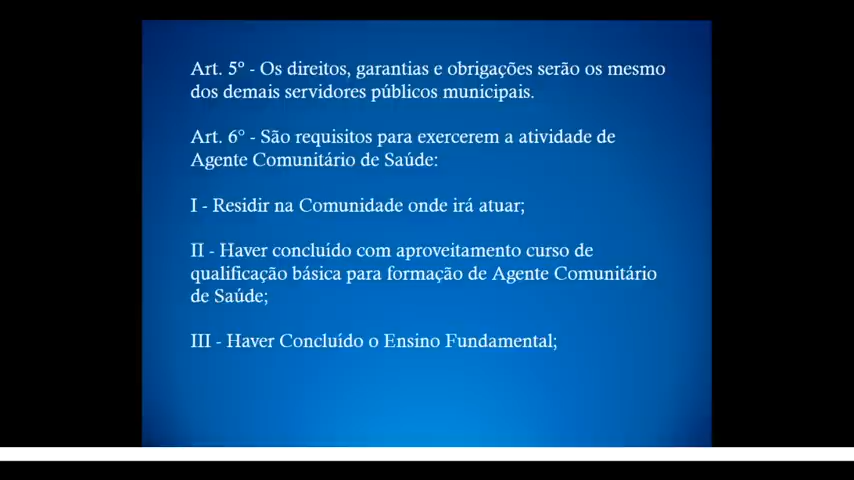 Art. 5º - Os direitos, garantias e obrigações serão os mesmo
dos demais servidores públicos municipais.
Art. 6° - São requisitos para exercerem a atividade de
Agente Comunitário de Saúde:
I - Residir na Comunidade onde irá atuar;
II - Haver concluído com aproveitamento curso de
qualificação básica para formação de Agente Comunitário
de Saúde;
III - Haver Concluído o Ensino Fundamental;